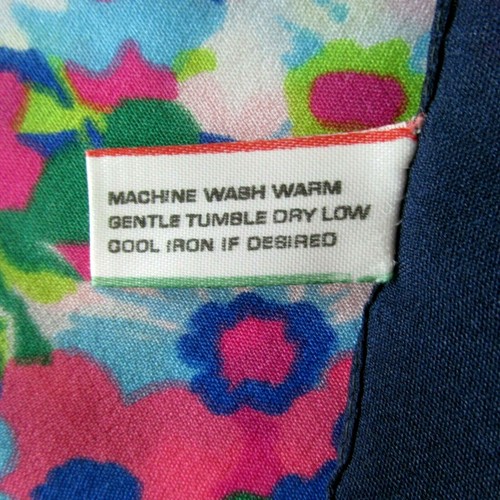 MACHINE WASH WARM
GENTLE TUMBLE DRY LOW
COOL IRON IF DESIRED